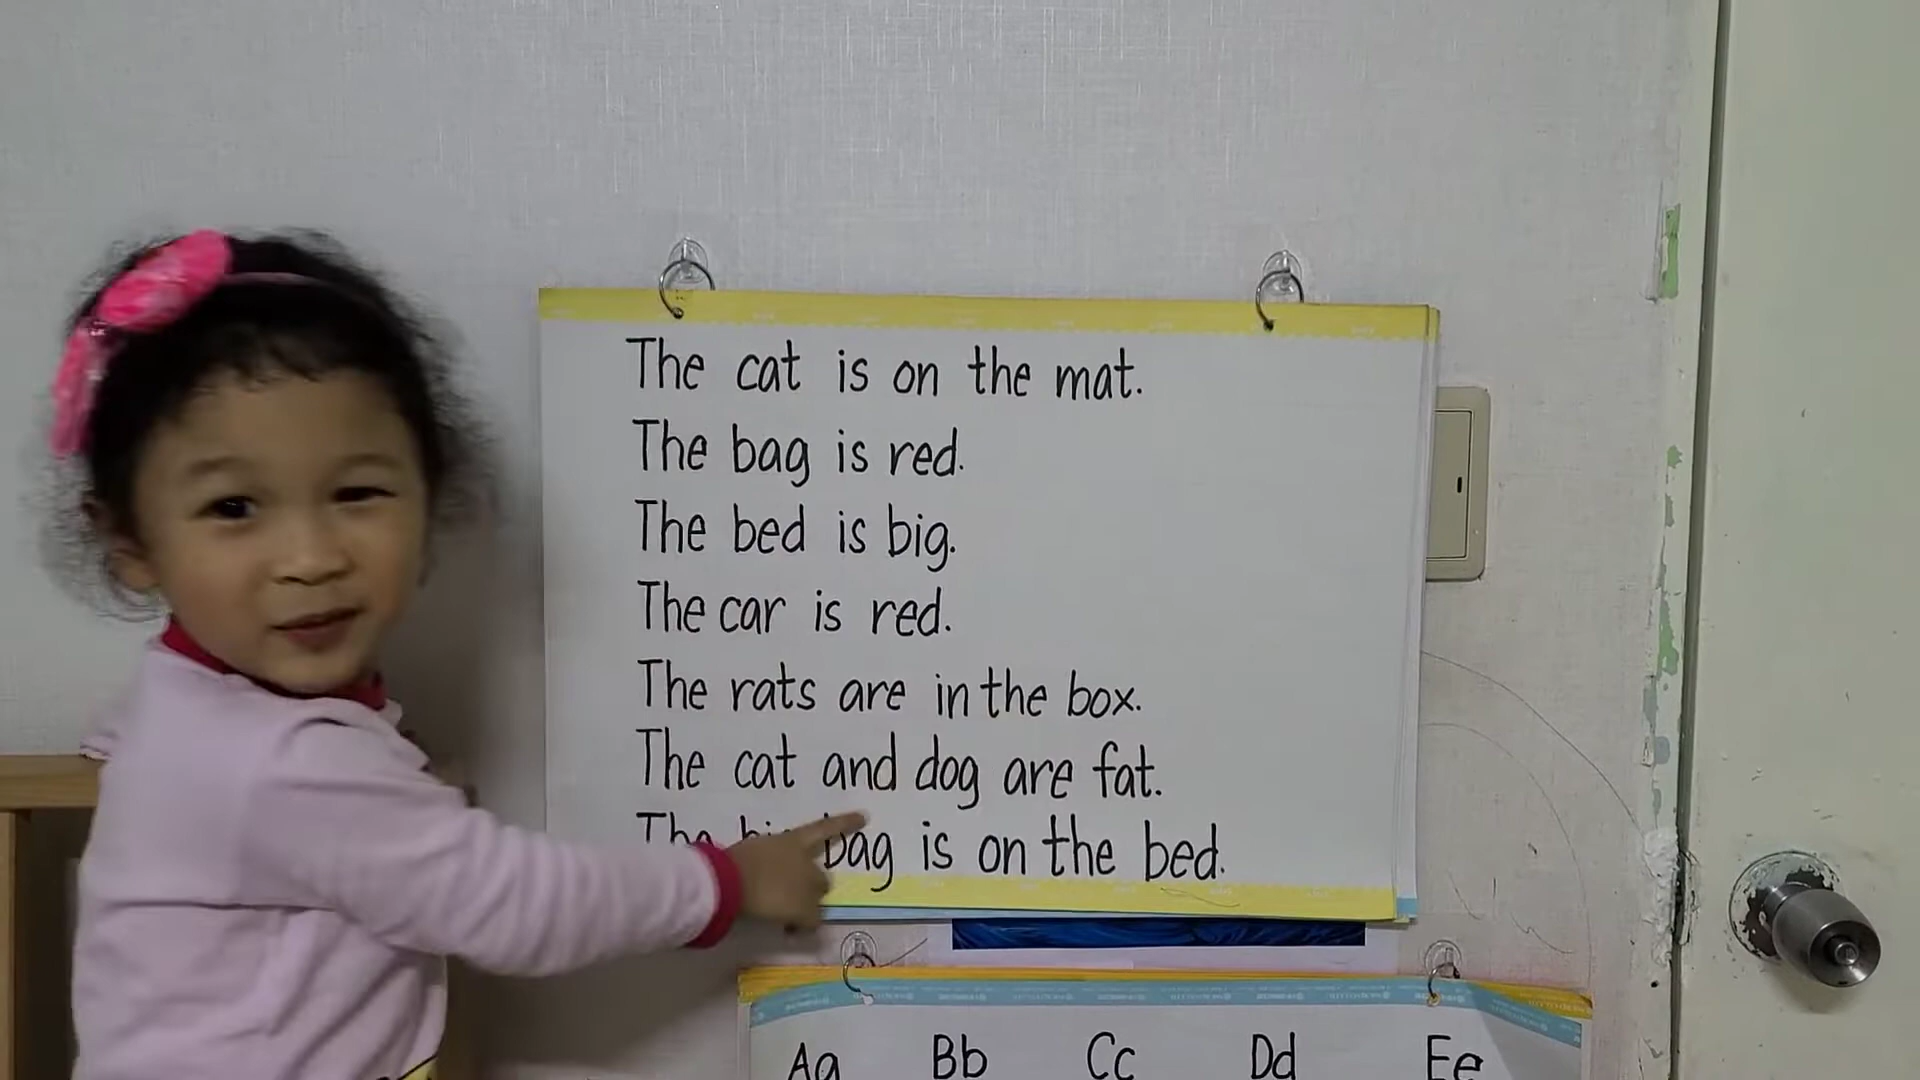 The cat is on the mat.
The bag is red.
The bed is big.
The car is red.
The rats are in the box.
The cat and dog are fat.
The big bag is on the bed.
Aa Bb Cc Dd Ee